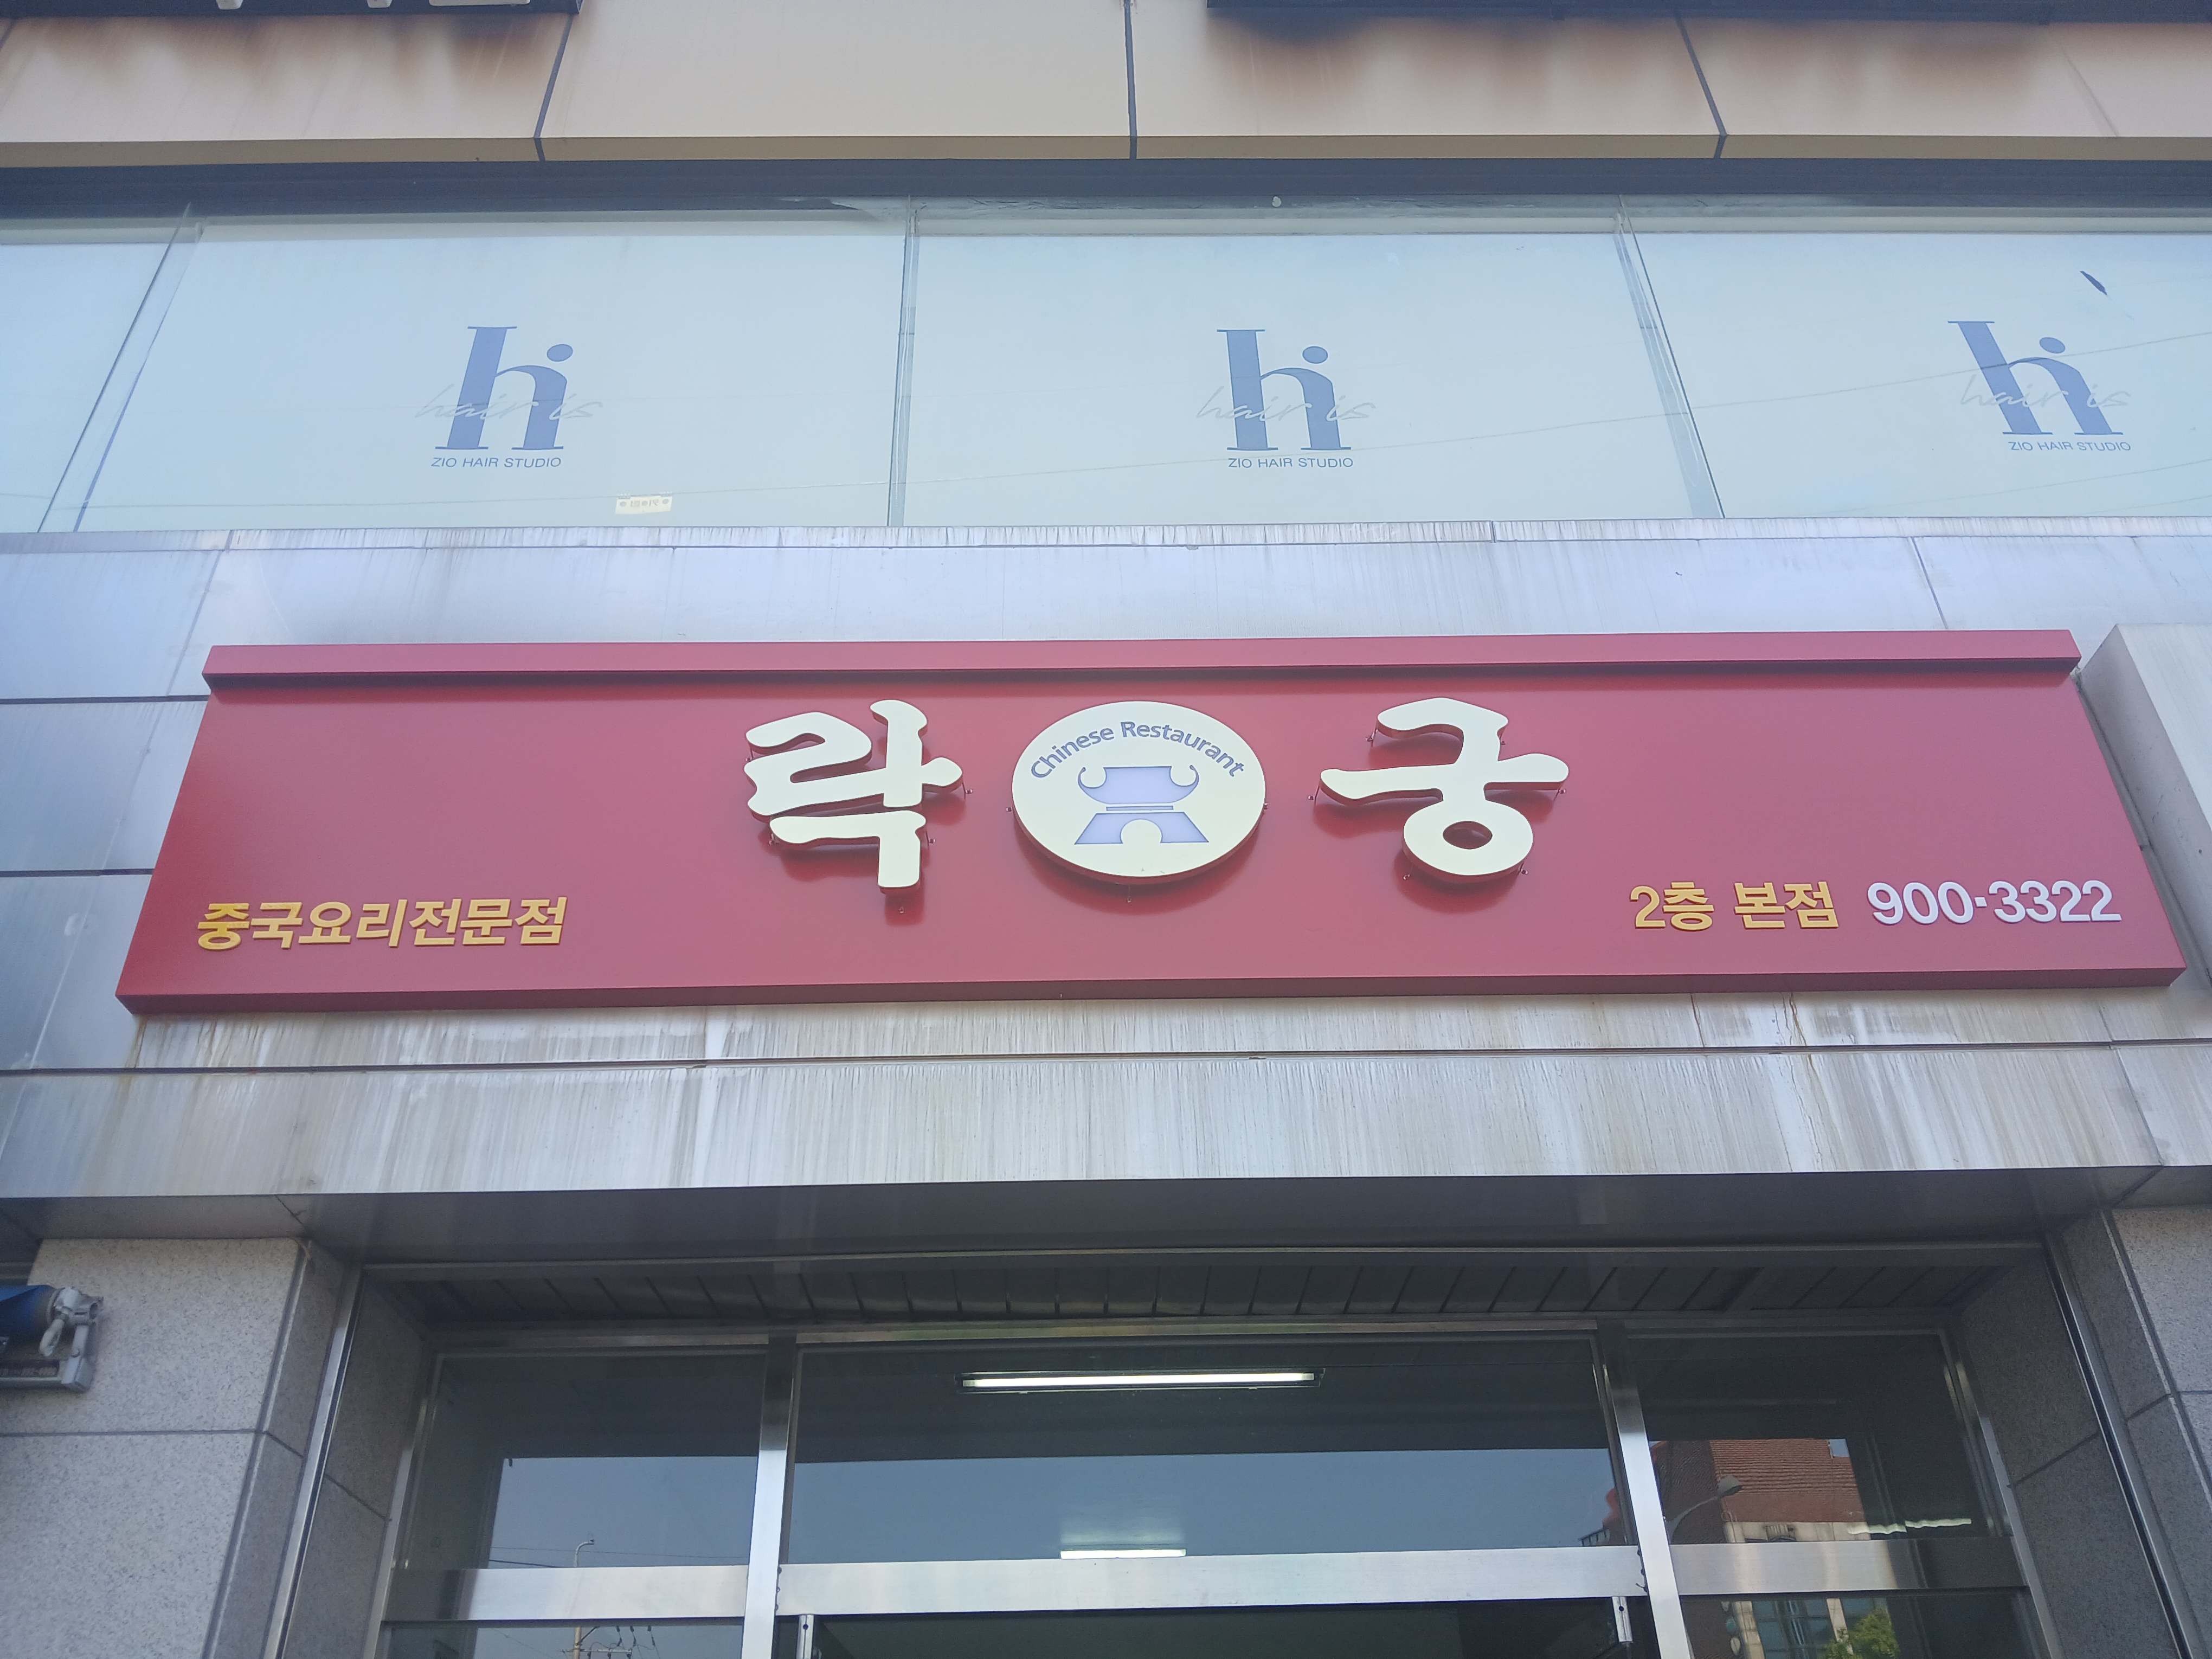 hi
hair is
ZIO HAIR STUDIO
hi
hair is
ZIO HAIR STUDIO
hi
hair is
ZIO HAIR STUDIO
락궁
Chinese Restaurant
중국요리전문점
2층 본점 900-3322